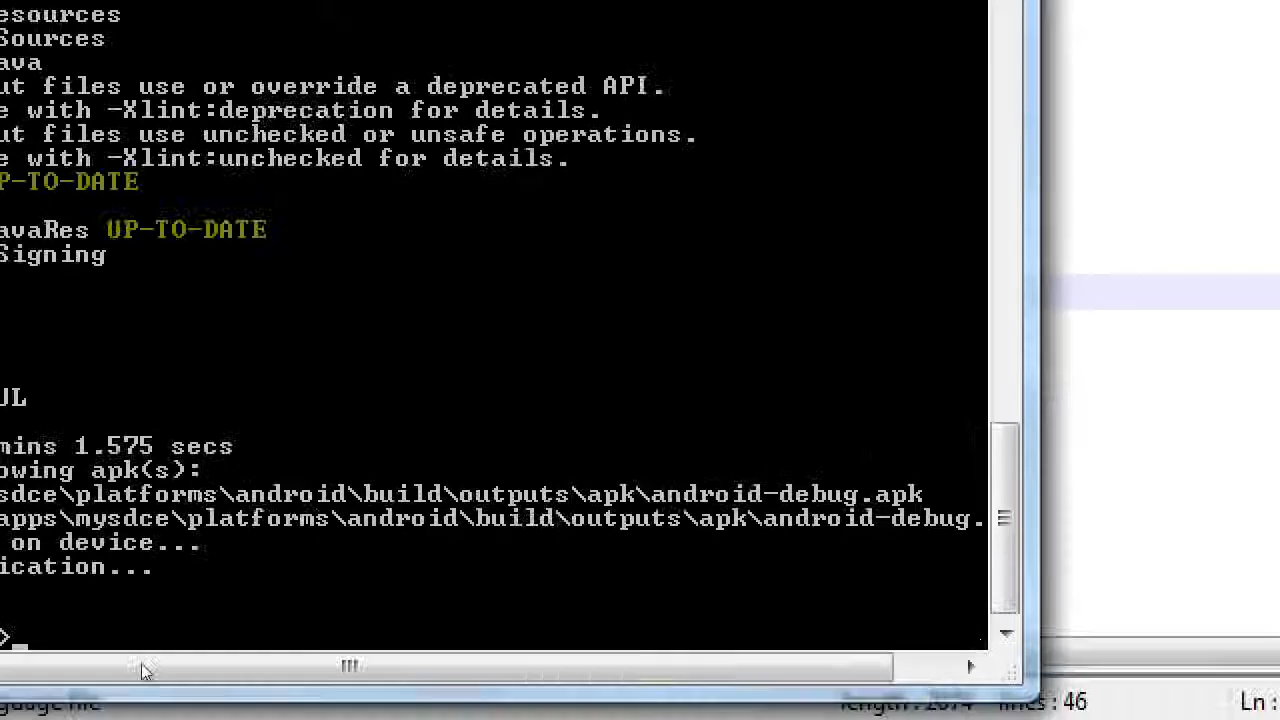 esources
Sources
ava
ut files use or override a deprecated API.
e with -Xlint:deprecation for details.
ut files use unchecked or unsafe operations.
e with -Xlint:unchecked for details.
P-TO-DATE
avaRes UP-TO-DATE
Signing
UL
mins 1.575 secs
owing apk(s):
sdce\platforms\android\build\outputs\apk\android-debug.apk
apps\mysdce\platforms\android\build\outputs\apk\android-debug.
on device...
ication...
>
lines:46 Ln: